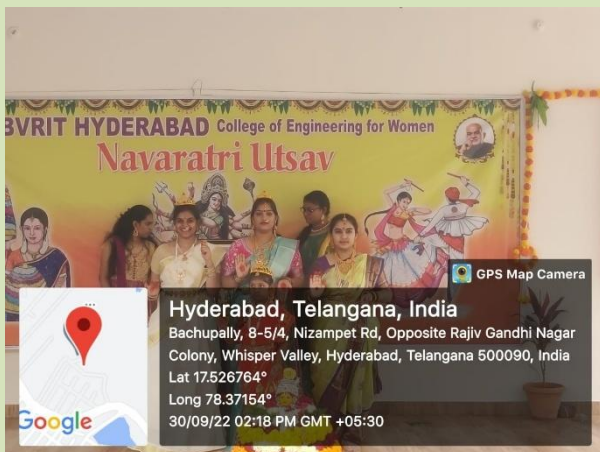 BVRIT HYDERABAD College of Engineering for Women
Navaratri Utsav
GPS Map Camera
Hyderabad, Telangana, India
Bachupally, 8-5/4, Nizampet Rd, Opposite Rajiv Gandhi Nagar
Colony, Whisper Valley, Hyderabad, Telangana 500090, India
Lat 17.526764°
Long 78.37154°
30/09/22 02:18 PM GMT +05:30
Google